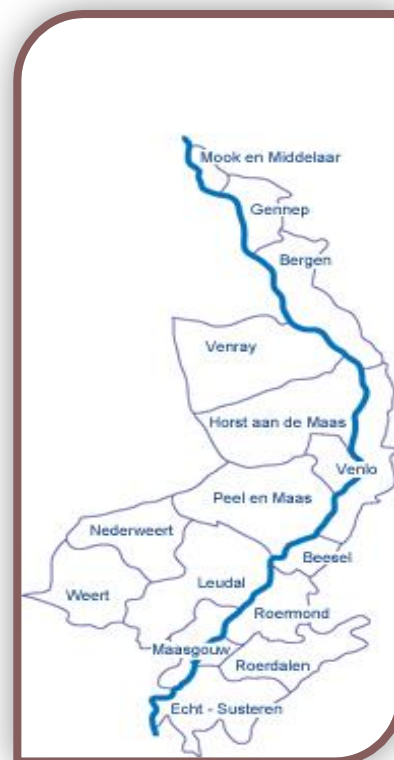 Mook en Middelaar
Gennep
Bergen
Venray
Horst aan de Maas
Venlo
Peel en Maas
Nederweert
Beesel
Leudal
Weert
Roermond
Maasgouw
Roerdalen
Echt - Susteren